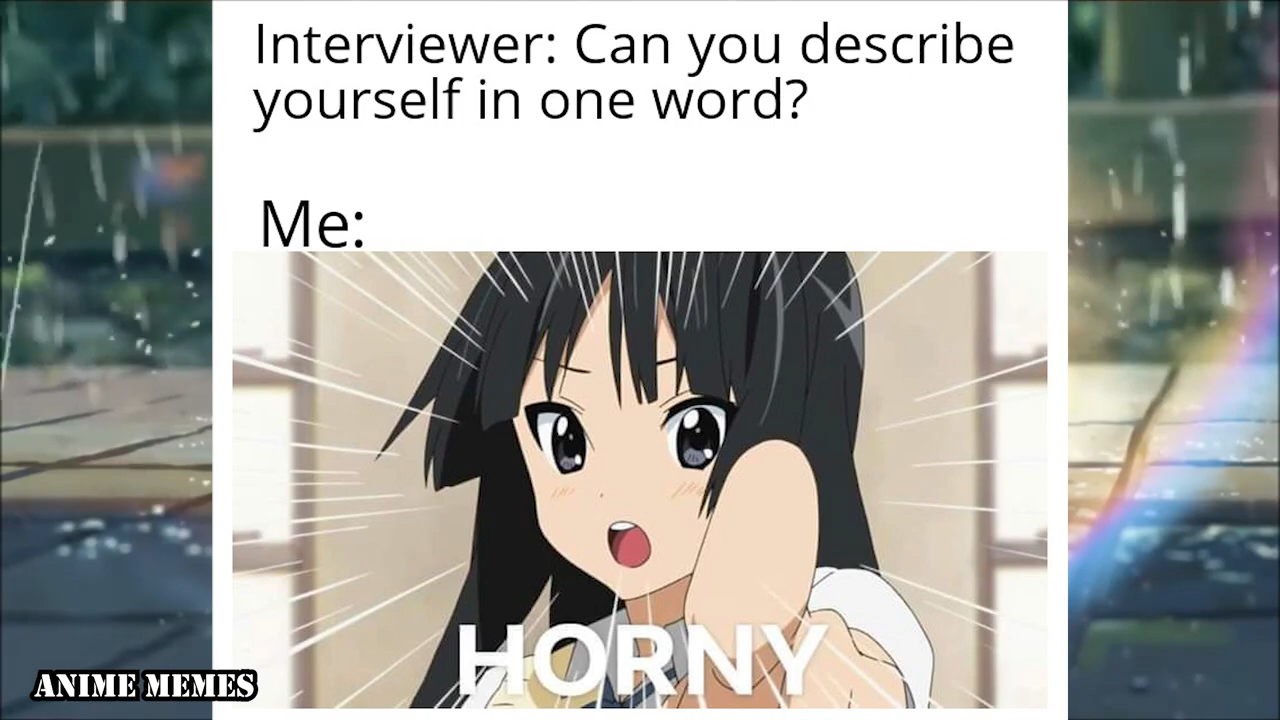 Interviewer: Can you describe
yourself in one word?
Me:
HORNY
ANIME MEMES